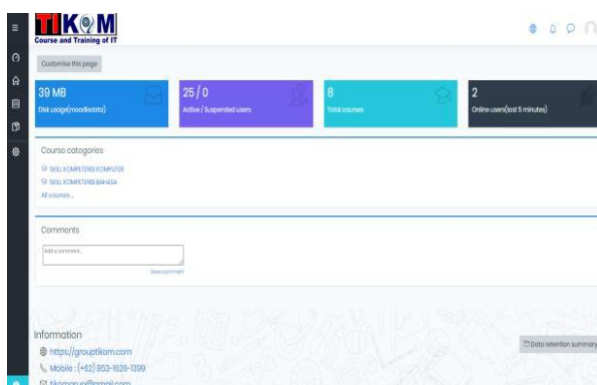 TIKOM
Course and Training of IT
Customise this page
39 MB
Disk usage(moodledata)
25 / 0
Active / Suspended users
8
Total courses
2
Online users(last 5 minutes)
Course categories
SKILL KOMPETENSI KOMPUTER
SKILL KOMPETENSI BAHASA
All courses...
Comments
Add a comment...
Save comment
Information
https://grouptikom.com
Data retention summary
Mobile : (+62) 853-1626-1399